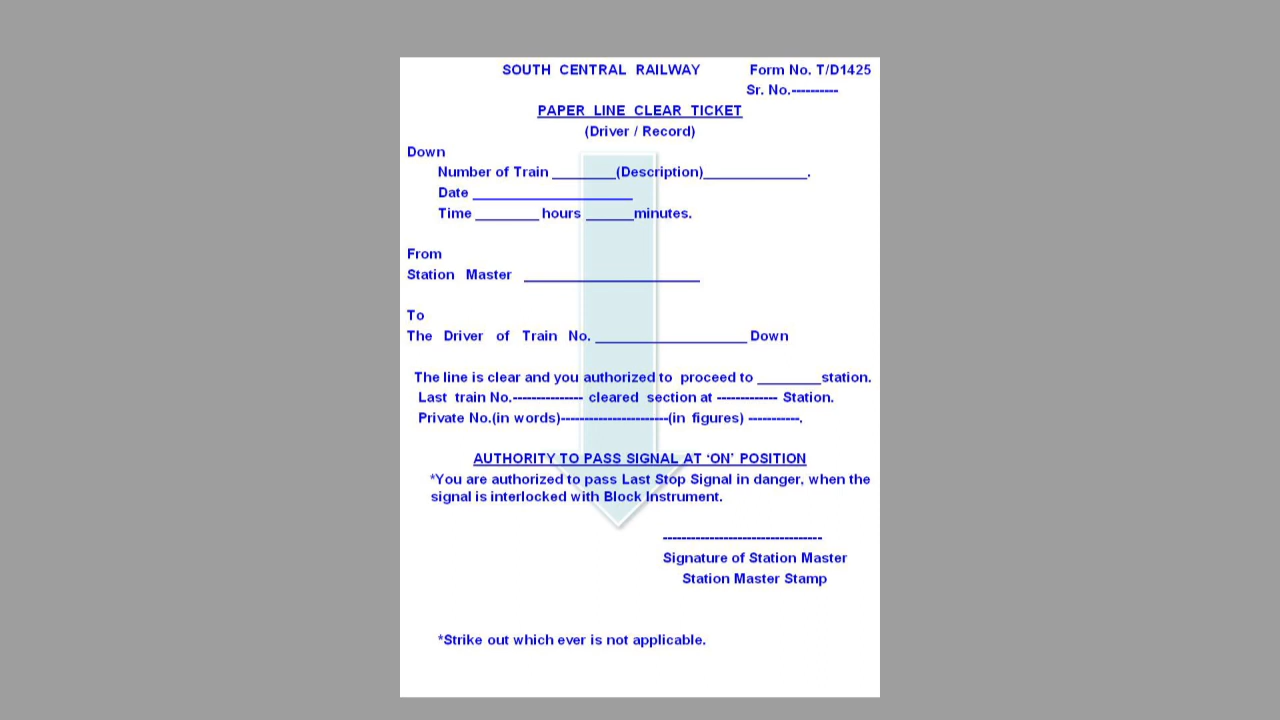 SOUTH CENTRAL RAILWAY Form No. T/D1425
Sr. No.----------
PAPER LINE CLEAR TICKET
(Driver / Record)
Down
Number of Train ________(Description)_____________.
Date ____________________
Time ________ hours ______minutes.
From
Station Master ______________________
To
The Driver of Train No. ___________________ Down
The line is clear and you authorized to proceed to ________station.
Last train No.--------------- cleared section at ------------- Station.
Private No.(in words)-----------------------(in figures) -----------.
AUTHORITY TO PASS SIGNAL AT ‘ON’ POSITION
*You are authorized to pass Last Stop Signal in danger, when the
signal is interlocked with Block Instrument.
----------------------------------
Signature of Station Master
Station Master Stamp
*Strike out which ever is not applicable.